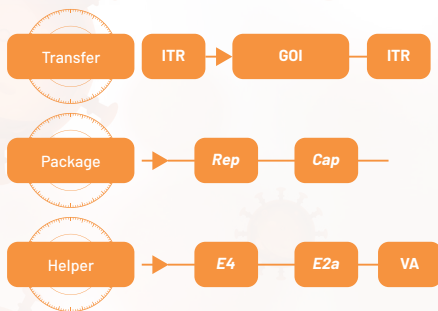 Transfer ITR GOI ITR
Package Rep Cap
Helper E4 E2a VA